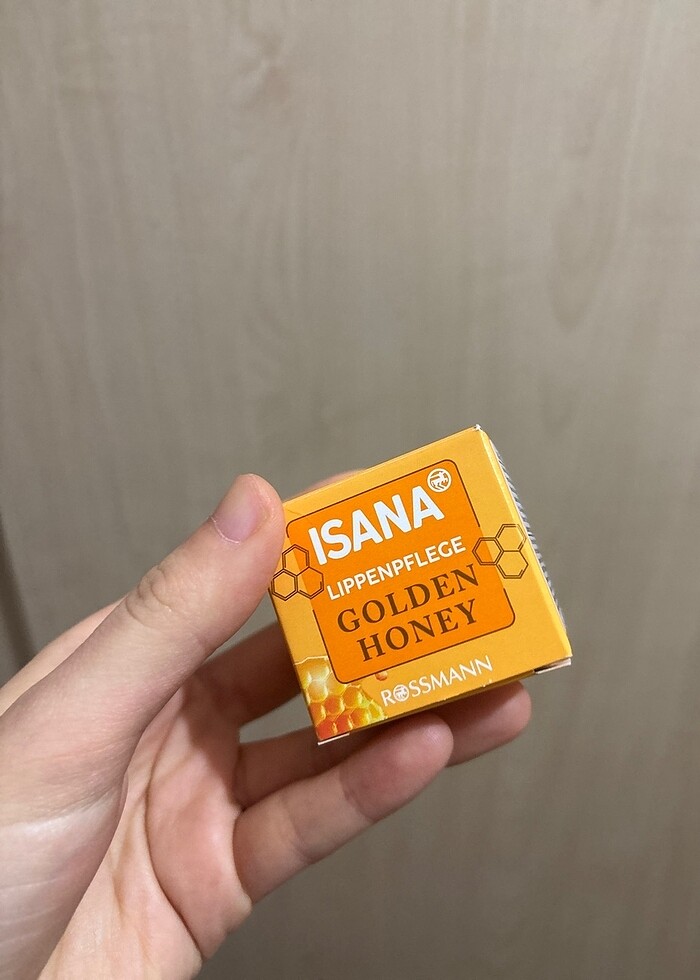 ISANA
LIPPENPFLEGE
GOLDEN
HONEY
ROSSMANN